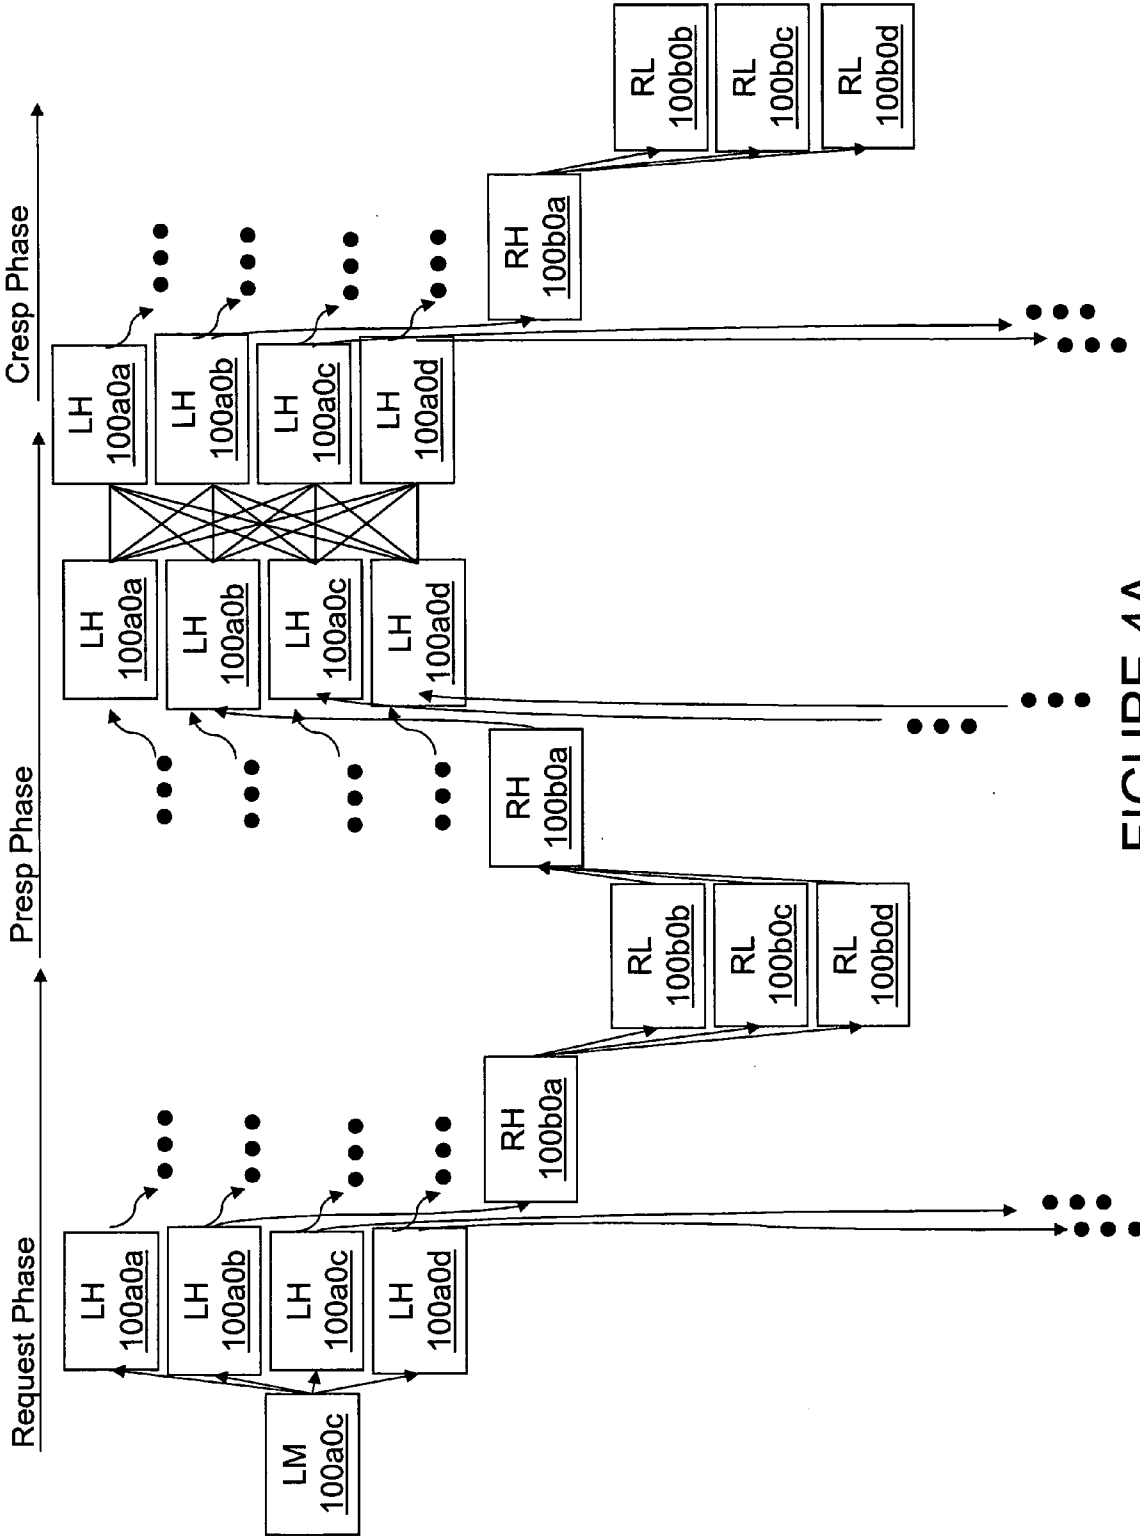 Request Phase
Presp Phase
Cresp Phase
LM
100a0c
LH
100a0a
LH
100a0b
LH
100a0c
LH
100a0d
RH
100b0a
RL
100b0b
RL
100b0c
RL
100b0d
RH
100b0a
LH
100a0a
LH
100a0b
LH
100a0c
LH
100a0d
LH
100a0a
LH
100a0b
LH
100a0c
LH
100a0d
RH
100b0a
RL
100b0b
RL
100b0c
RL
100b0d
FIGURE 4A